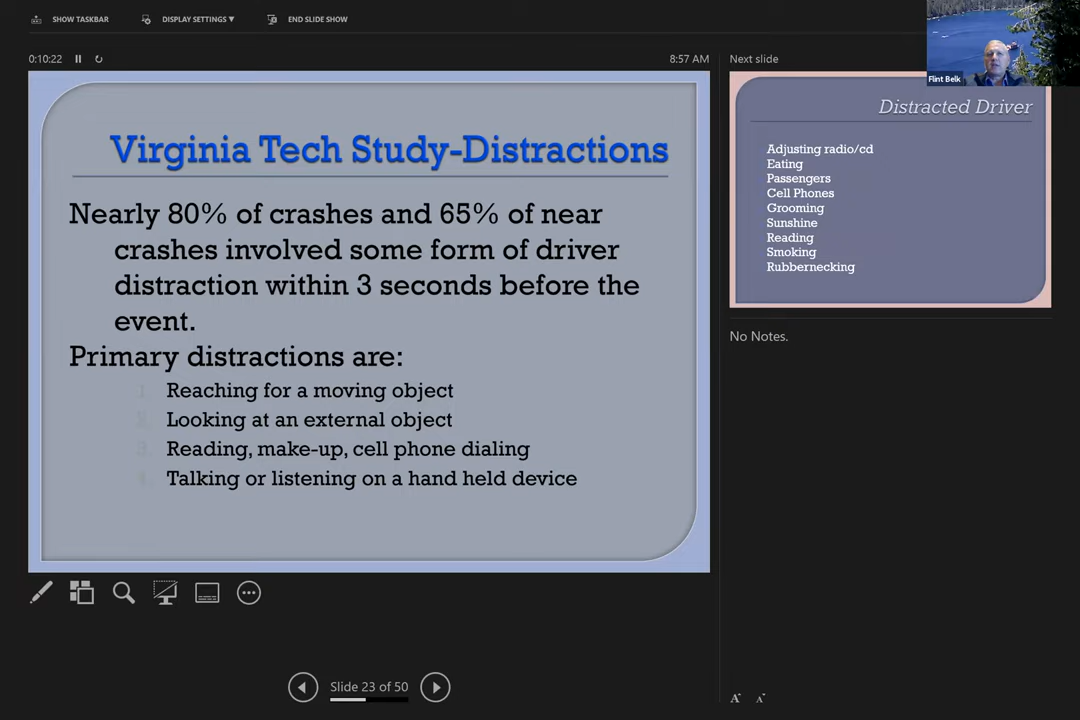 SHOW TASKBAR
DISPLAY SETTINGS ▼
END SLIDE SHOW
0:10:22
8:57 AM
Virginia Tech Study-Distractions
Nearly 80% of crashes and 65% of near
crashes involved some form of driver
distraction within 3 seconds before the
event.
Primary distractions are:
1. Reaching for a moving object
2. Looking at an external object
3. Reading, make-up, cell phone dialing
4. Talking or listening on a hand held device
Slide 23 of 50
Next slide
Flint Belk
Distracted Driver
Adjusting radio/cd
Eating
Passengers
Cell Phones
Grooming
Sunshine
Reading
Smoking
Rubbernecking
No Notes.
A A